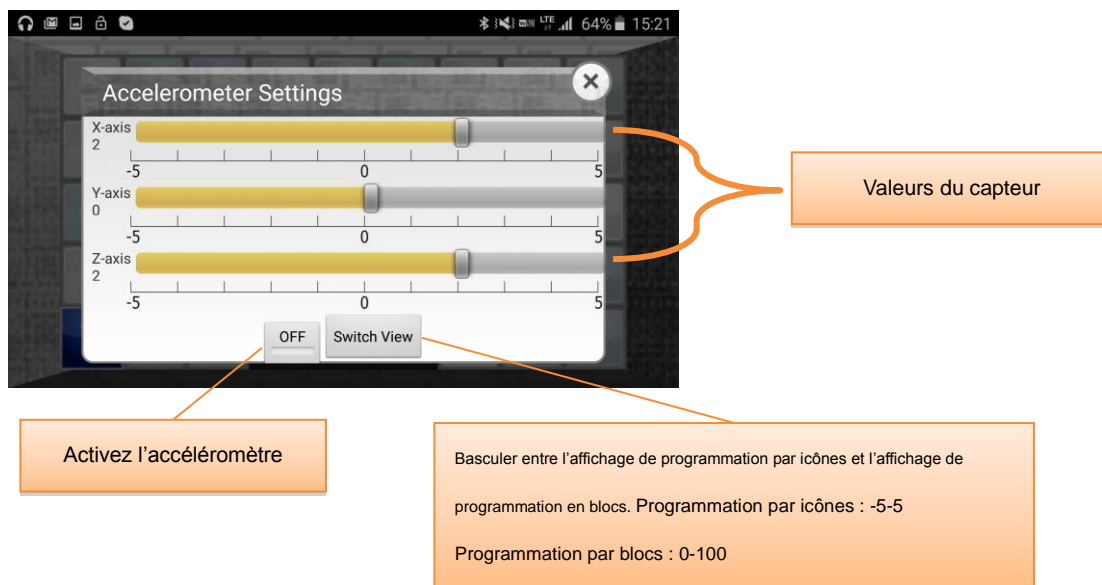 64% 15:21
Accelerometer Settings
X-axis
2
-5 0 5
Y-axis
0
-5 0 5
Z-axis
2
-5 0 5
OFF Switch View
Valeurs du capteur
Activez l’accéléromètre
Basculer entre l’affichage de programmation par icônes et l’affichage de
programmation en blocs. Programmation par icônes : -5-5
Programmation par blocs : 0-100